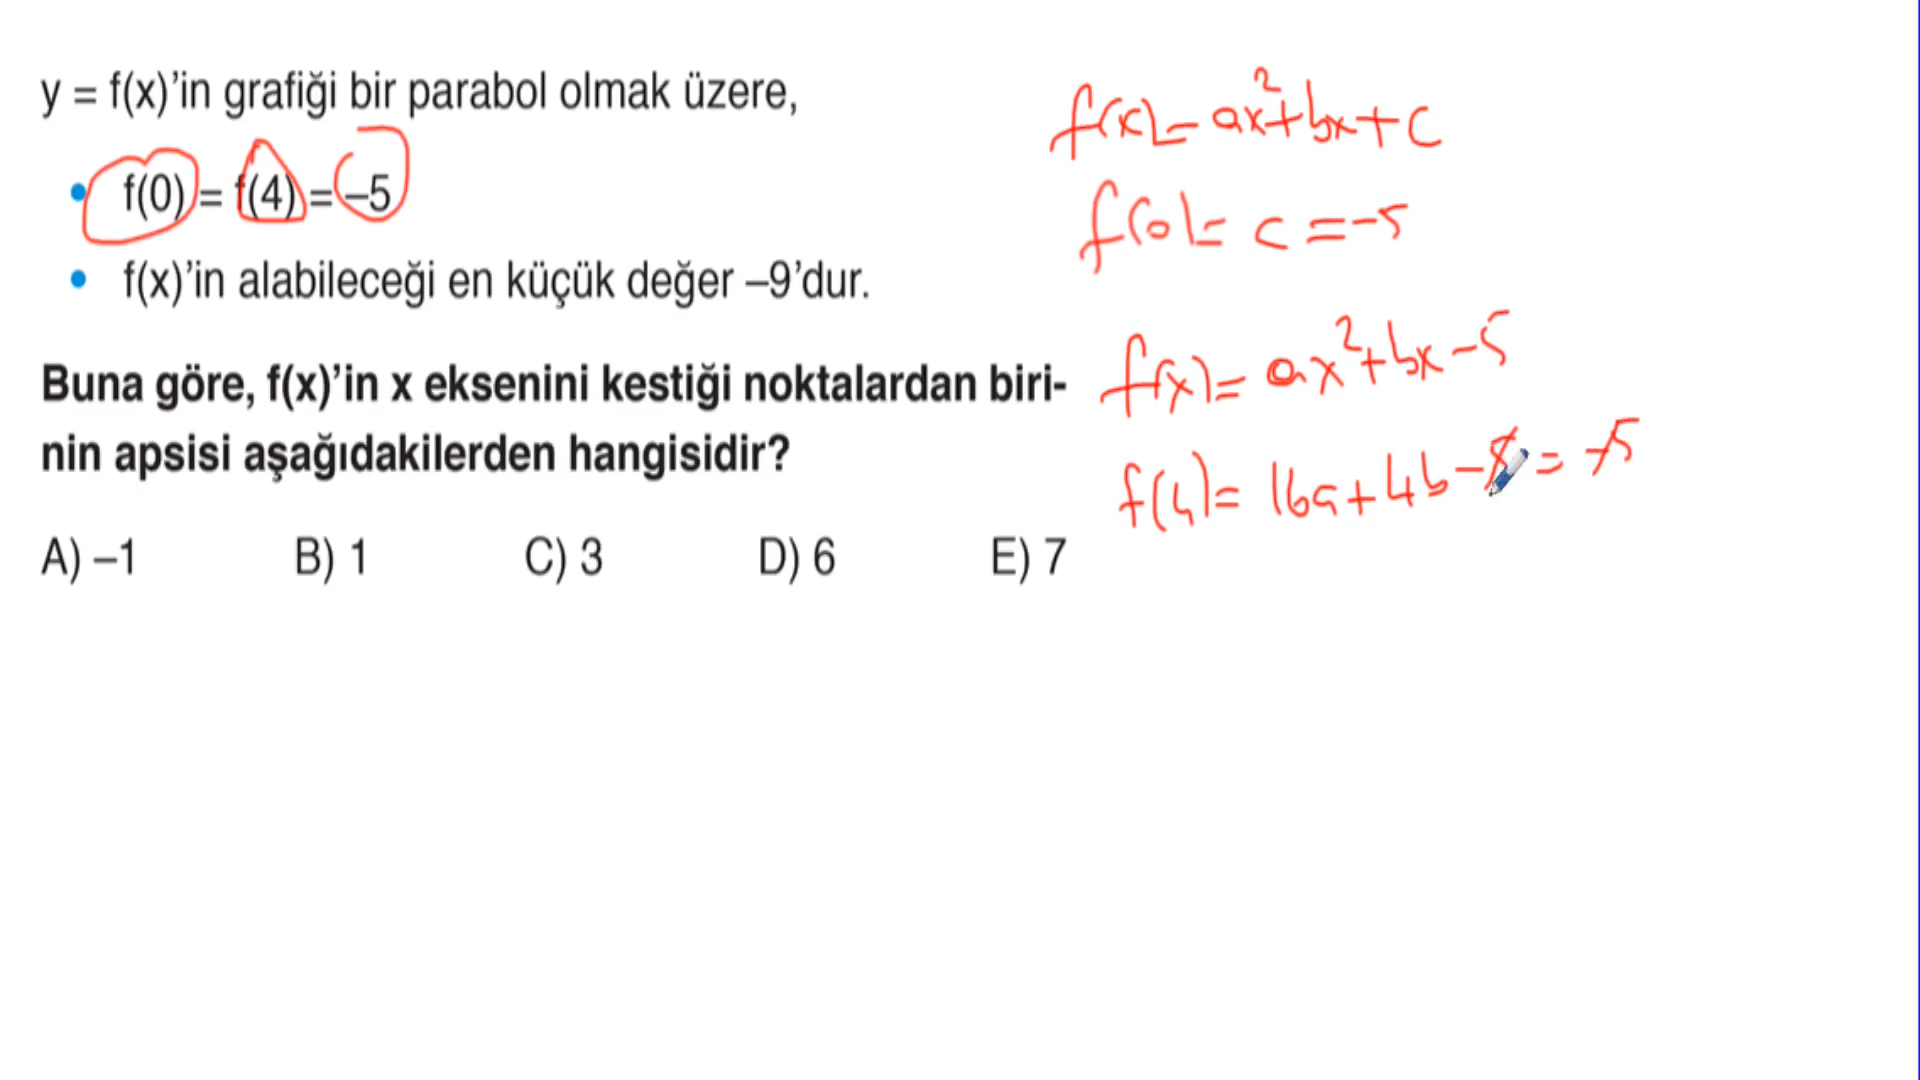 y = f(x)’in grafiği bir parabol olmak üzere,
• f(0) = f(4) = –5
• f(x)’in alabileceği en küçük değer –9’dur.
Buna göre, f(x)’in x eksenini kestiği noktalardan biri-
nin apsisi aşağıdakilerden hangisidir?
A) –1 B) 1 C) 3 D) 6 E) 7
f(x) = ax²+bx+c
f(0) = c = -5
f(x) = ax²+bx-5
f(4) = 16a+4b-5 = -5